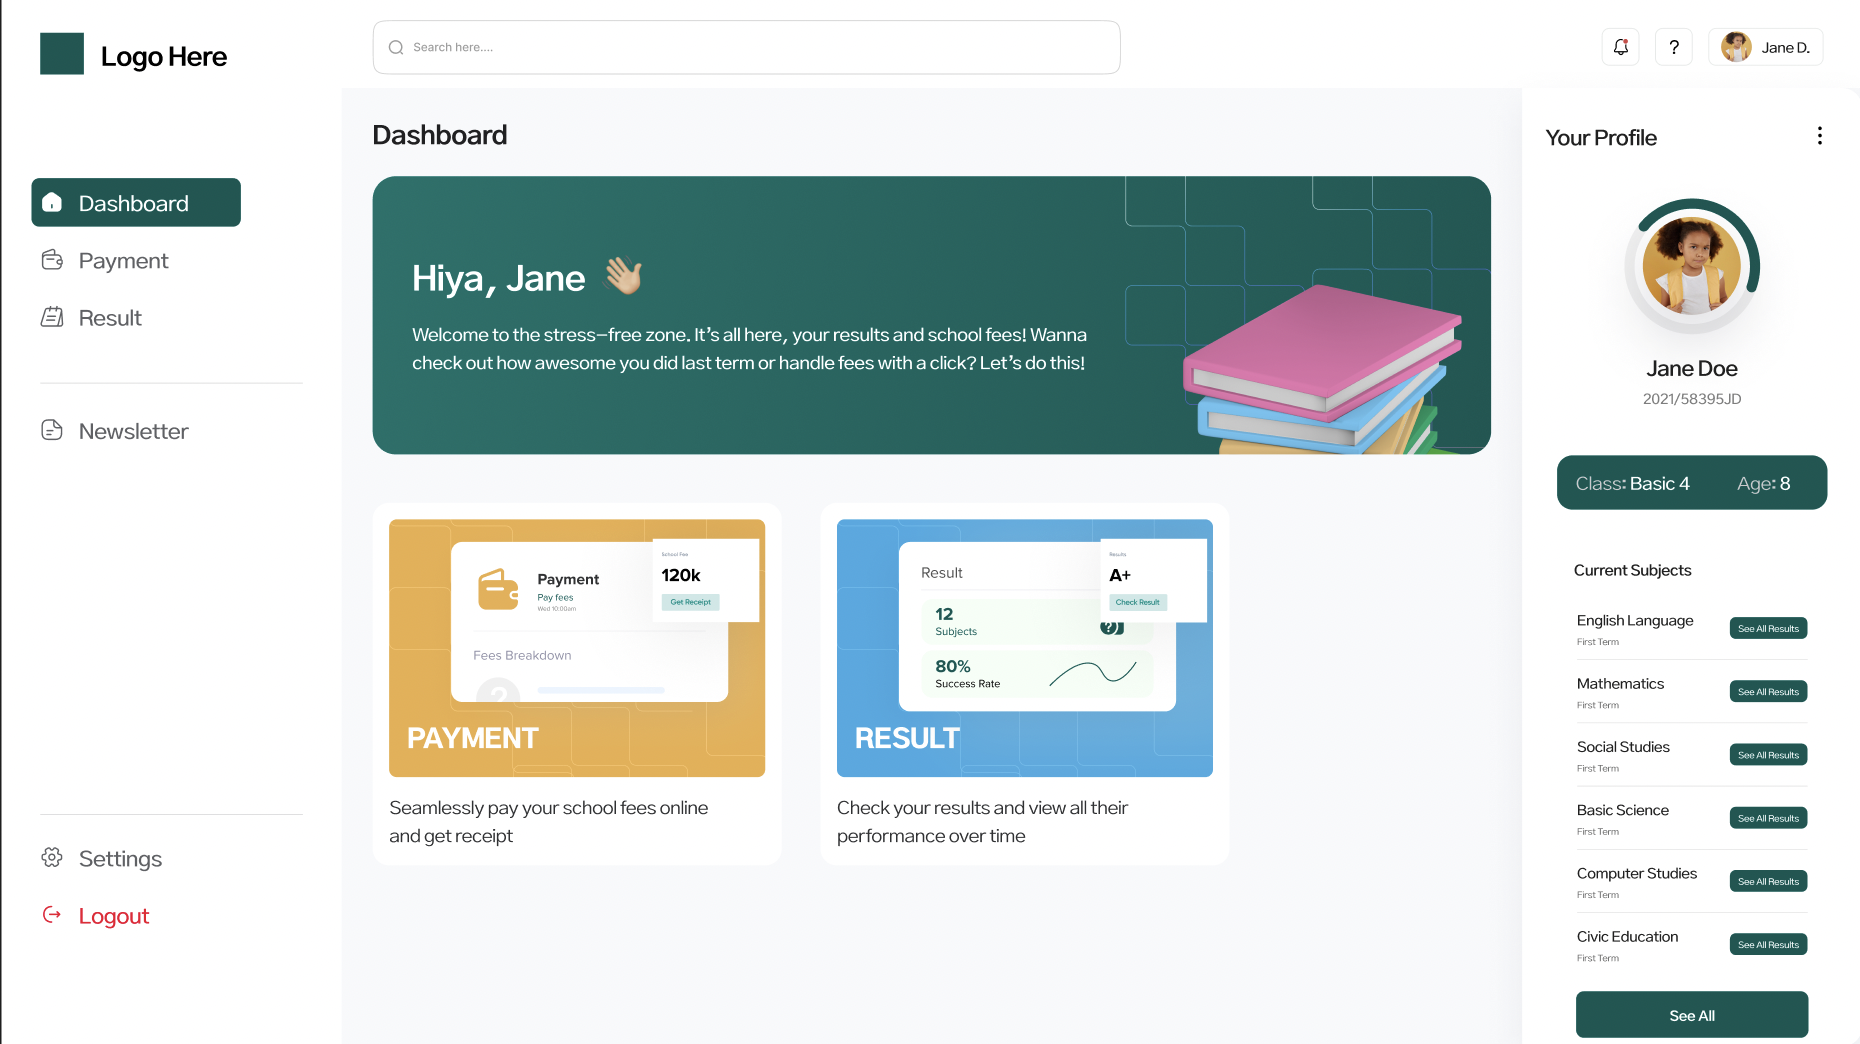 Logo Here
Search here....
?
Jane D.
Dashboard
Payment
Result
Newsletter
Settings
Logout
Dashboard
Hiya, Jane 👋🏼
Welcome to the stress–free zone. It's all here, your results and school fees! Wanna
check out how awesome you did last term or handle fees with a click? Let's do this!
Payment
Pay fees
Wed 10:00am
School Fee
120k
Get Receipt
Fees Breakdown
?
PAYMENT
Seamlessly pay your school fees online
and get receipt
Result
12
Subjects
?
80%
Success Rate
Results
A+
Check Result
RESULT
Check your results and view all their
performance over time
Your Profile
Jane Doe
2021/58395JD
Class: Basic 4 Age: 8
Current Subjects
English Language
First Term
See All Results
Mathematics
First Term
See All Results
Social Studies
First Term
See All Results
Basic Science
First Term
See All Results
Computer Studies
First Term
See All Results
Civic Education
First Term
See All Results
See All